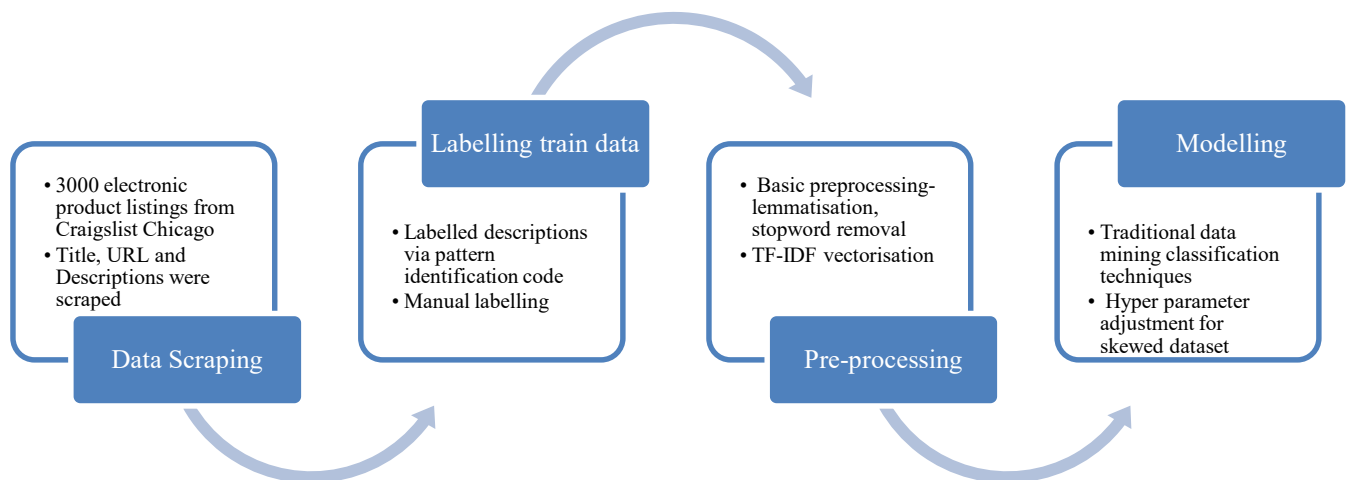 • 3000 electronic
product listings from
Craigslist Chicago
• Title, URL and
Descriptions were
scraped
Data Scraping
Labelling train data
• Labelled descriptions
via pattern
identification code
• Manual labelling
• Basic preprocessing-
lemmatisation,
stopword removal
• TF-IDF vectorisation
Pre-processing
Modelling
• Traditional data
mining classification
techniques
• Hyper parameter
adjustment for
skewed dataset